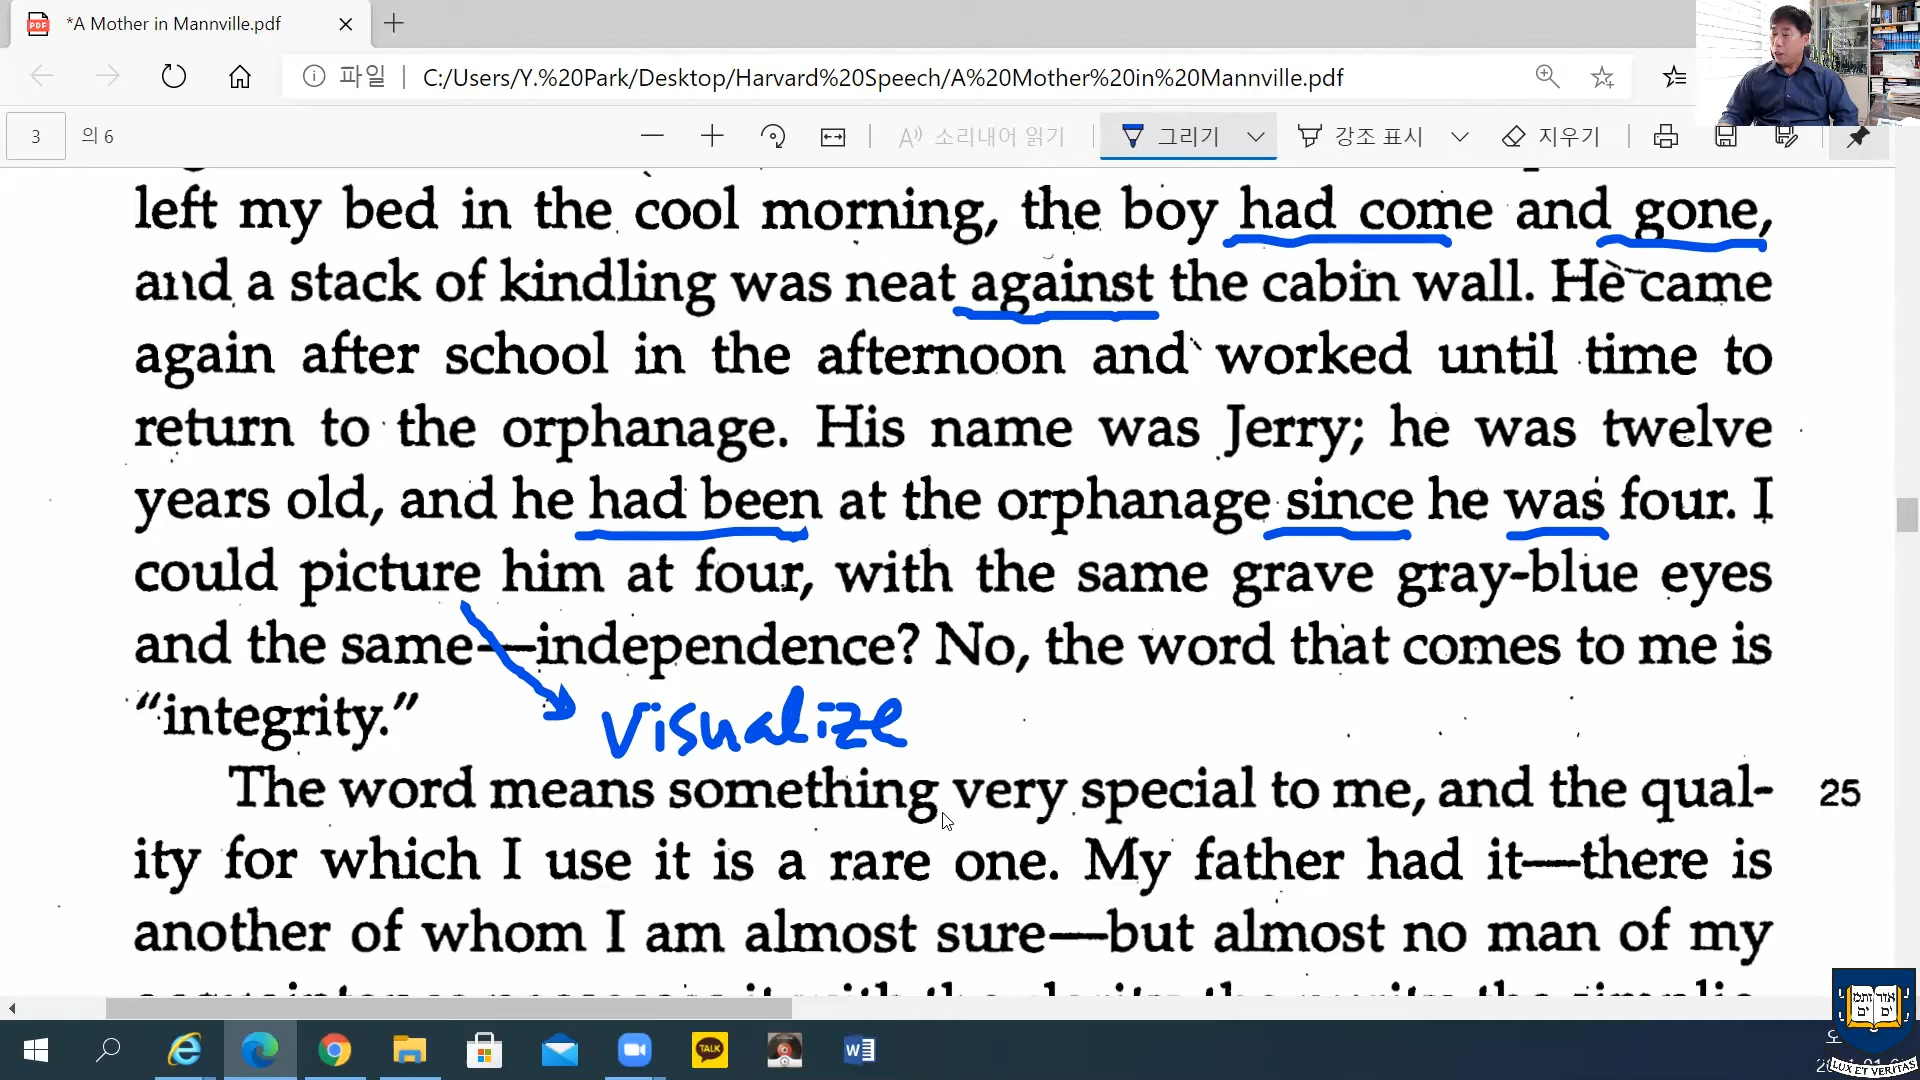 *A Mother in Mannville.pdf
파일 | C:/Users/Y.%20Park/Desktop/Harvard%20Speech/A%20Mother%20in%20Mannville.pdf
3 의 6 소리내어 읽기 그리기 강조 표시 지우기
left my bed in the cool morning, the boy had come and gone,
and a stack of kindling was neat against the cabin wall. He came
again after school in the afternoon and worked until time to
return to the orphanage. His name was Jerry; he was twelve
years old, and he had been at the orphanage since he was four. I
could picture him at four, with the same grave gray-blue eyes
and the same—independence? No, the word that comes to me is
“integrity.”
visualize
The word means something very special to me, and the qual-
25
ity for which I use it is a rare one. My father had it—there is
another of whom I am almost sure—but almost no man of my
TALK
LUX ET VERITAS